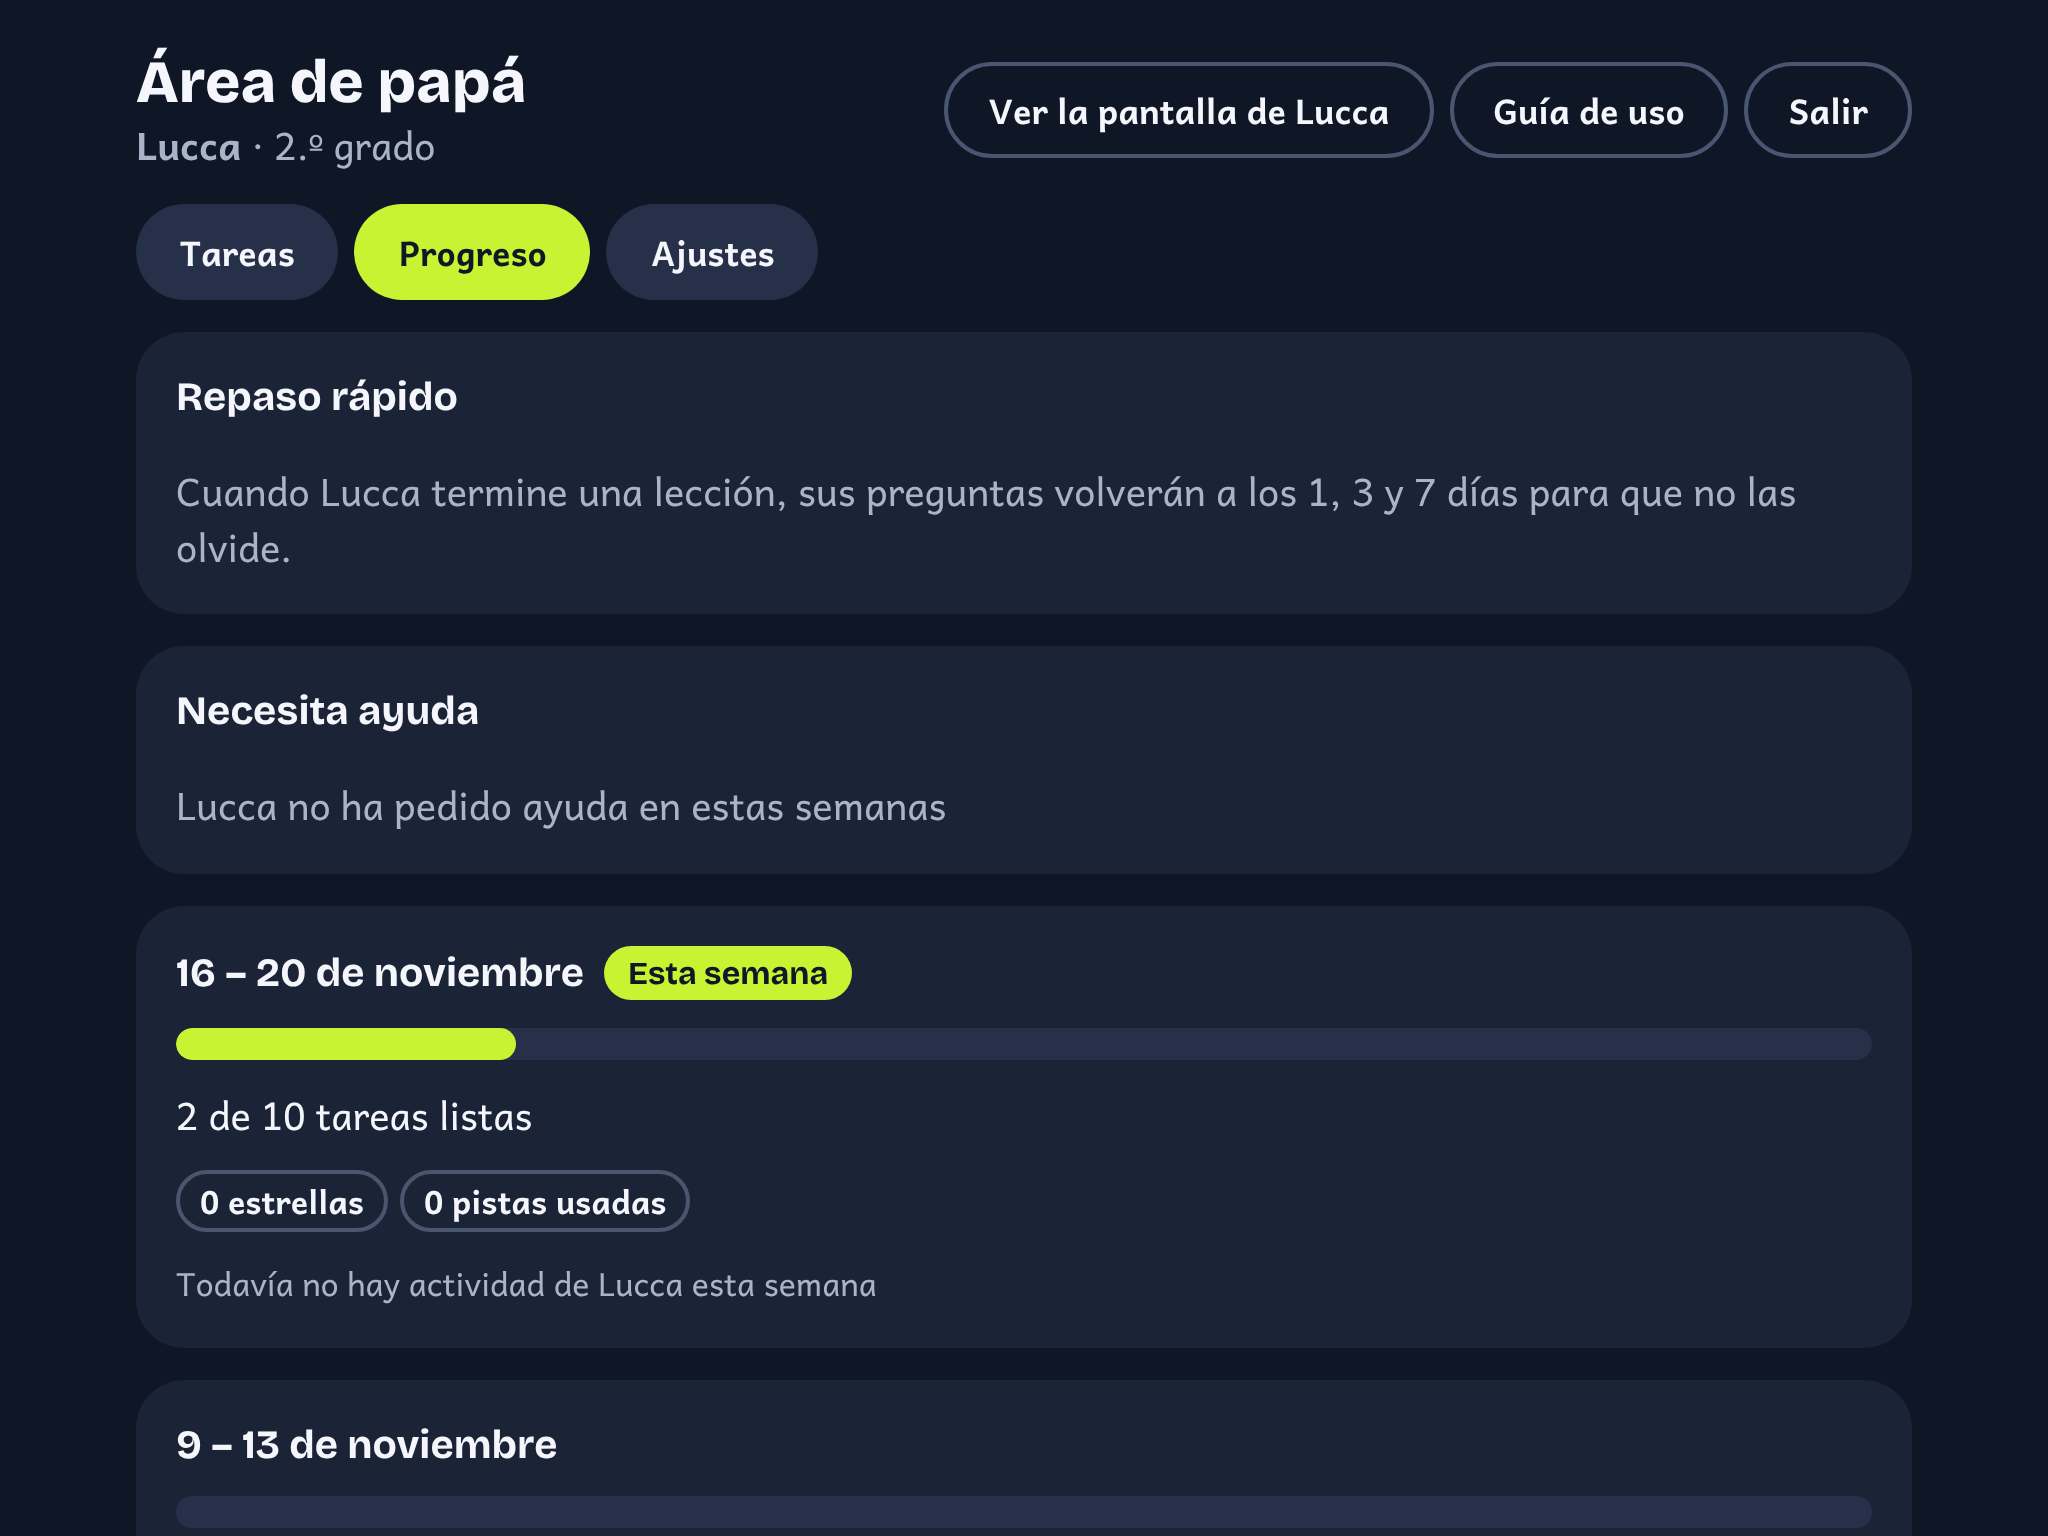 Área de papá
Lucca · 2.º grado
Ver la pantalla de Lucca
Guía de uso
Salir
Tareas
Progreso
Ajustes
Repaso rápido
Cuando Lucca termine una lección, sus preguntas volverán a los 1, 3 y 7 días para que no las
olvide.
Necesita ayuda
Lucca no ha pedido ayuda en estas semanas
16 – 20 de noviembre
Esta semana
2 de 10 tareas listas
0 estrellas
0 pistas usadas
Todavía no hay actividad de Lucca esta semana
9 – 13 de noviembre